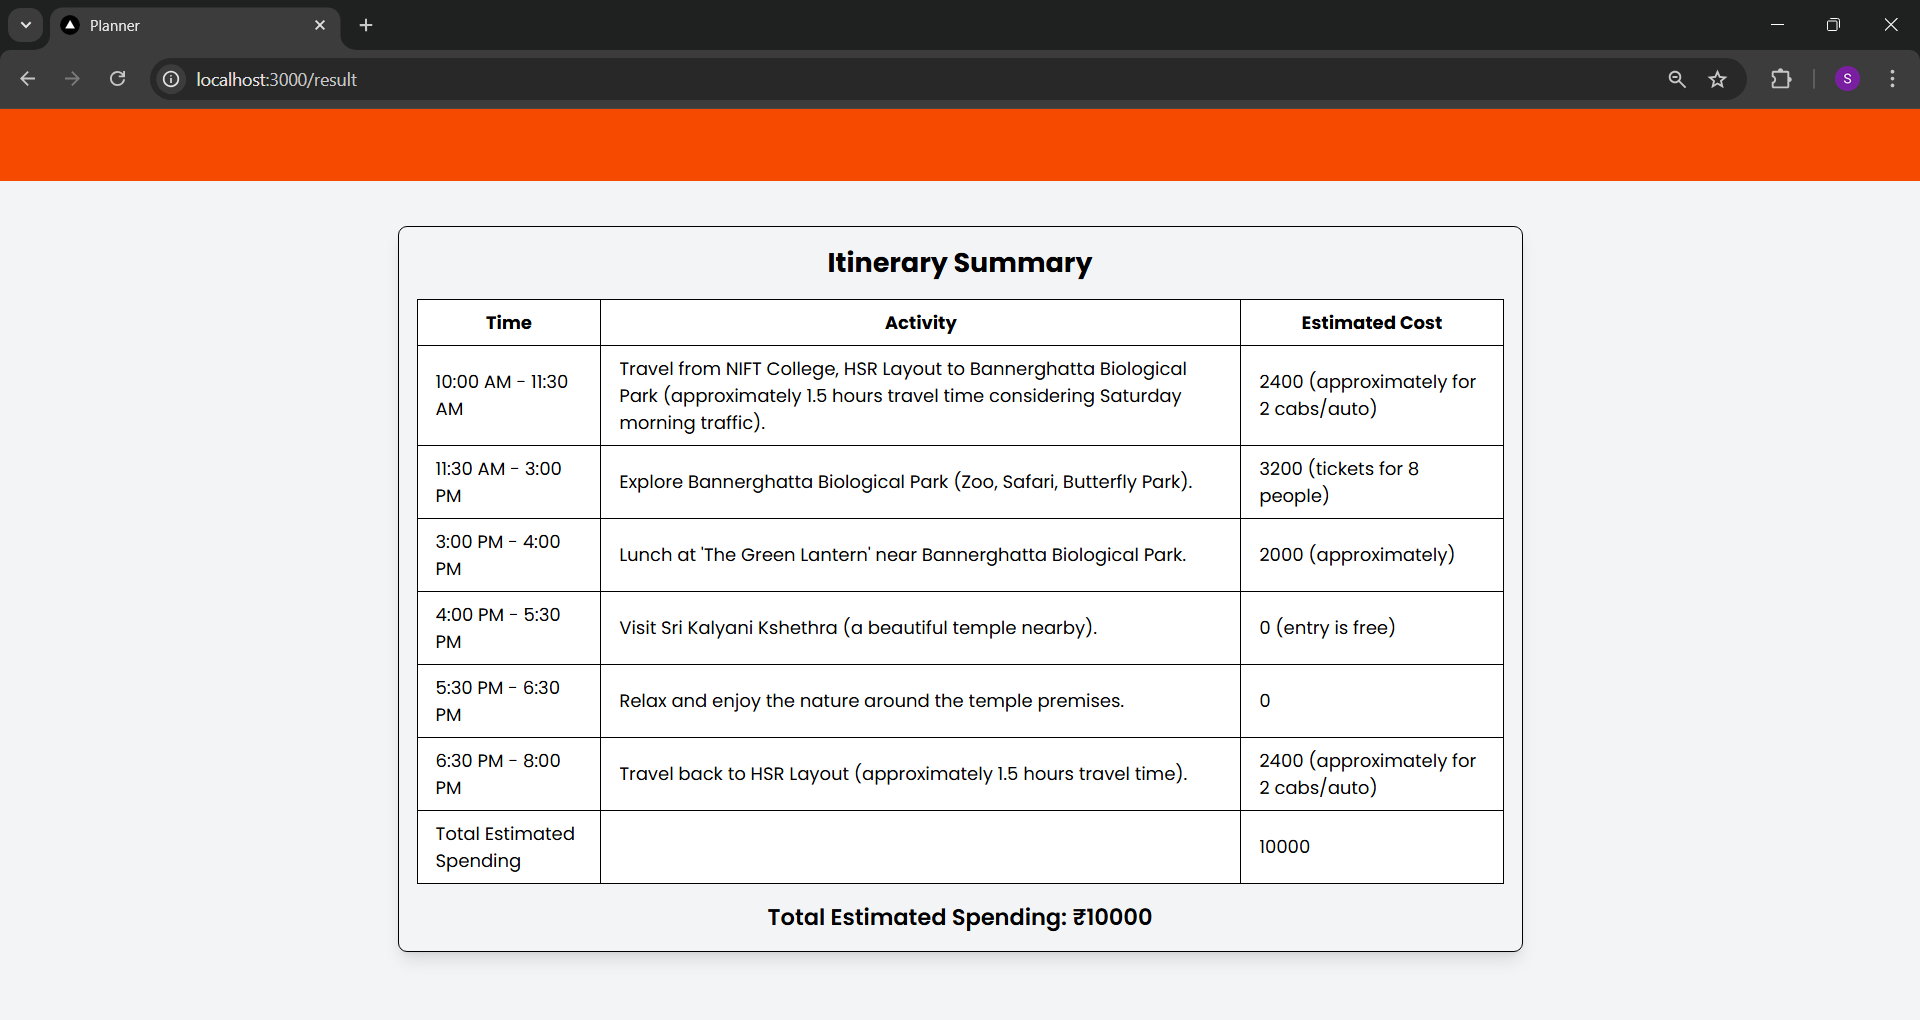 Planner
localhost:3000/result
S
Itinerary Summary
Time
Activity
Estimated Cost
10:00 AM - 11:30
AM
Travel from NIFT College, HSR Layout to Bannerghatta Biological
Park (approximately 1.5 hours travel time considering Saturday
morning traffic).
2400 (approximately for
2 cabs/auto)
11:30 AM - 3:00
PM
Explore Bannerghatta Biological Park (Zoo, Safari, Butterfly Park).
3200 (tickets for 8
people)
3:00 PM - 4:00
PM
Lunch at 'The Green Lantern' near Bannerghatta Biological Park.
2000 (approximately)
4:00 PM - 5:30
PM
Visit Sri Kalyani Kshethra (a beautiful temple nearby).
0 (entry is free)
5:30 PM - 6:30
PM
Relax and enjoy the nature around the temple premises.
0
6:30 PM - 8:00
PM
Travel back to HSR Layout (approximately 1.5 hours travel time).
2400 (approximately for
2 cabs/auto)
Total Estimated
Spending
10000
Total Estimated Spending: ₹10000